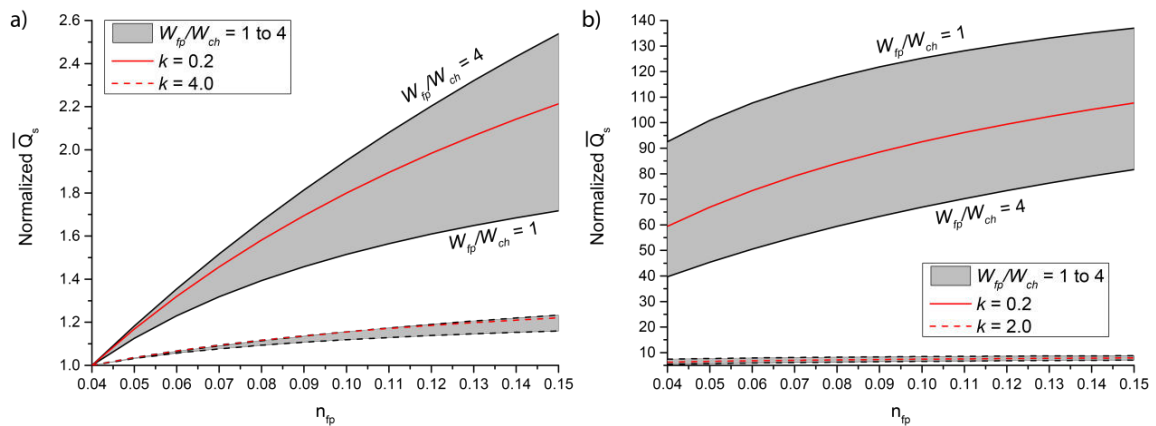 a)
2.6
2.4
2.2
2.0
1.8
1.6
1.4
1.2
1.0
Normalized Q̅s
W_fp/W_ch = 1 to 4
k = 0.2
k = 4.0
W_fp/W_ch = 4
W_fp/W_ch = 1
0.04 0.05 0.06 0.07 0.08 0.09 0.10 0.11 0.12 0.13 0.14 0.15
n_fp
b)
140
130
120
110
100
90
80
70
60
50
40
30
20
10
Normalized Q̅s
W_fp/W_ch = 1
W_fp/W_ch = 4
W_fp/W_ch = 1 to 4
k = 0.2
k = 2.0
0.04 0.05 0.06 0.07 0.08 0.09 0.10 0.11 0.12 0.13 0.14 0.15
n_fp